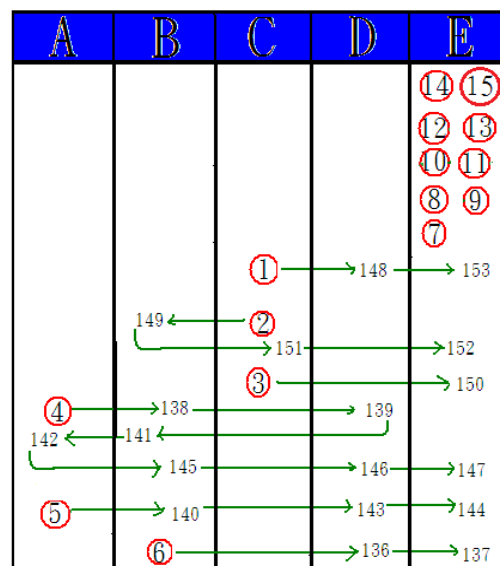 A B C D E
⑭ ⑮
⑫ ⑬
⑩ ⑪
⑧ ⑨
⑦
① 148 153
149 ②
151 152
③ 150
④ 138 139
142 141
145 146 147
⑤ 140 143 144
⑥ 136 137